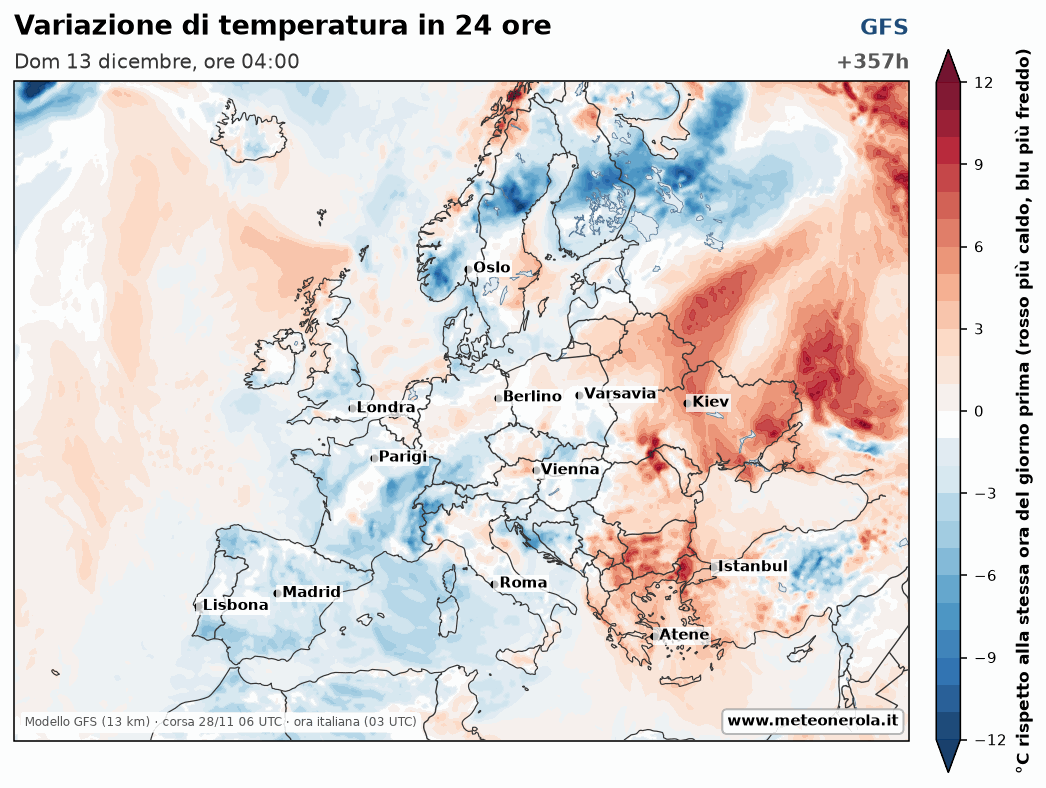 Variazione di temperatura in 24 ore
GFS
Dom 13 dicembre, ore 04:00
+357h
Oslo
Londra
Berlino
Varsavia
Kiev
Parigi
Vienna
Istanbul
Roma
Madrid
Lisbona
Atene
Modello GFS (13 km) · corsa 28/11 06 UTC · ora italiana (03 UTC)
www.meteonerola.it
12
9
6
3
0
−3
−6
−9
−12
°C rispetto alla stessa ora del giorno prima (rosso più caldo, blu più freddo)